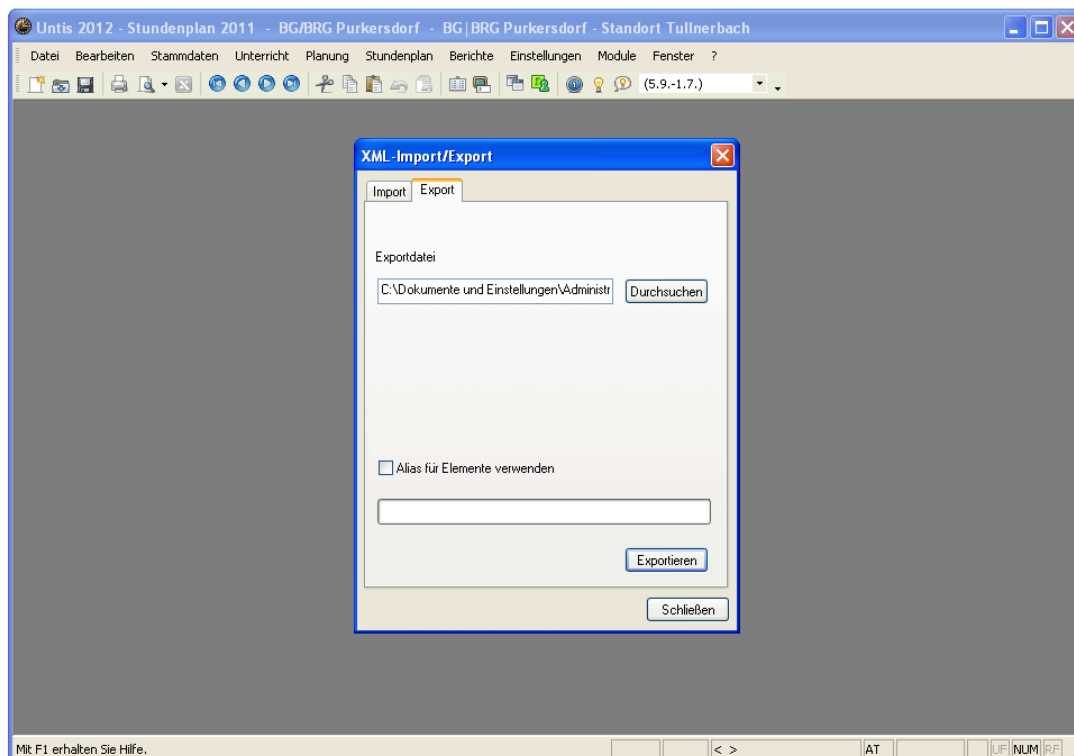 Untis 2012 - Stundenplan 2011 - BG/BRG Purkersdorf - BG|BRG Purkersdorf - Standort Tullnerbach
Datei Bearbeiten Stammdaten Unterricht Planung Stundenplan Berichte Einstellungen Module Fenster ?
(5.9.-1.7.)
XML-Import/Export
Import Export
Exportdatei
C:\Dokumente und Einstellungen\Administr Durchsuchen
Alias für Elemente verwenden
Exportieren
Schließen
Mit F1 erhalten Sie Hilfe. < > AT UF NUM RF